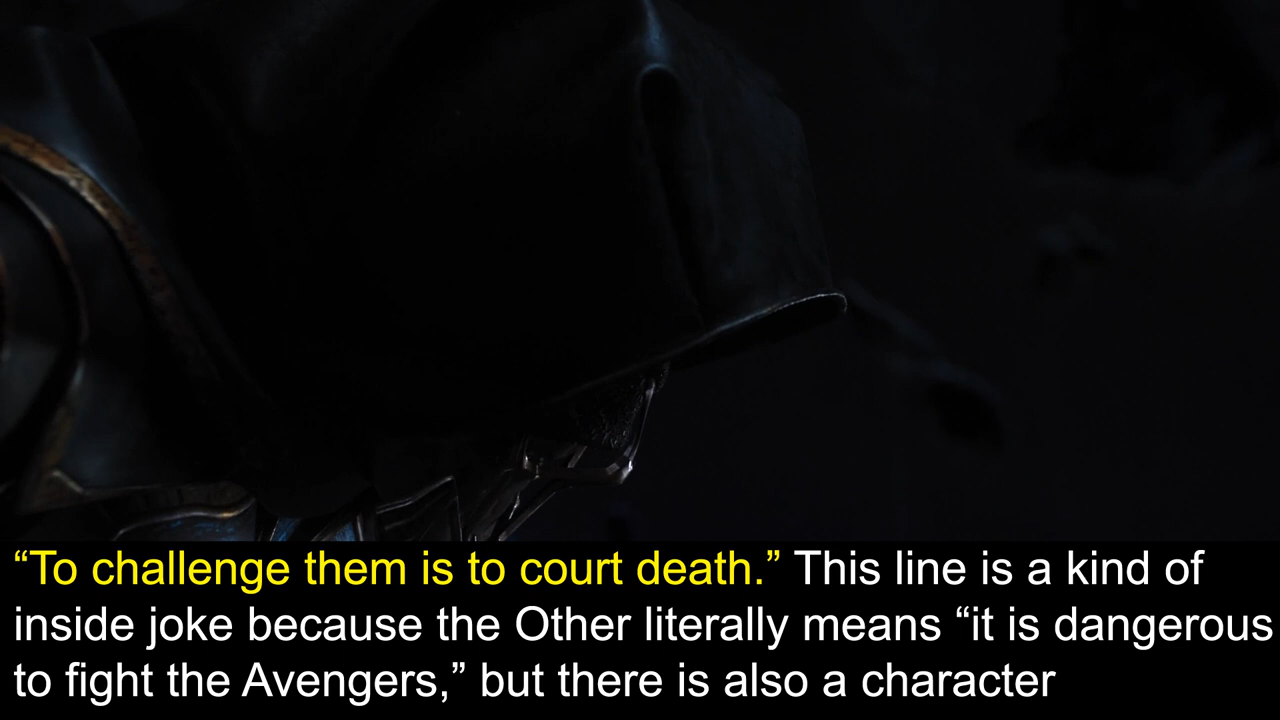 “To challenge them is to court death.” This line is a kind of
inside joke because the Other literally means “it is dangerous
to fight the Avengers,” but there is also a character